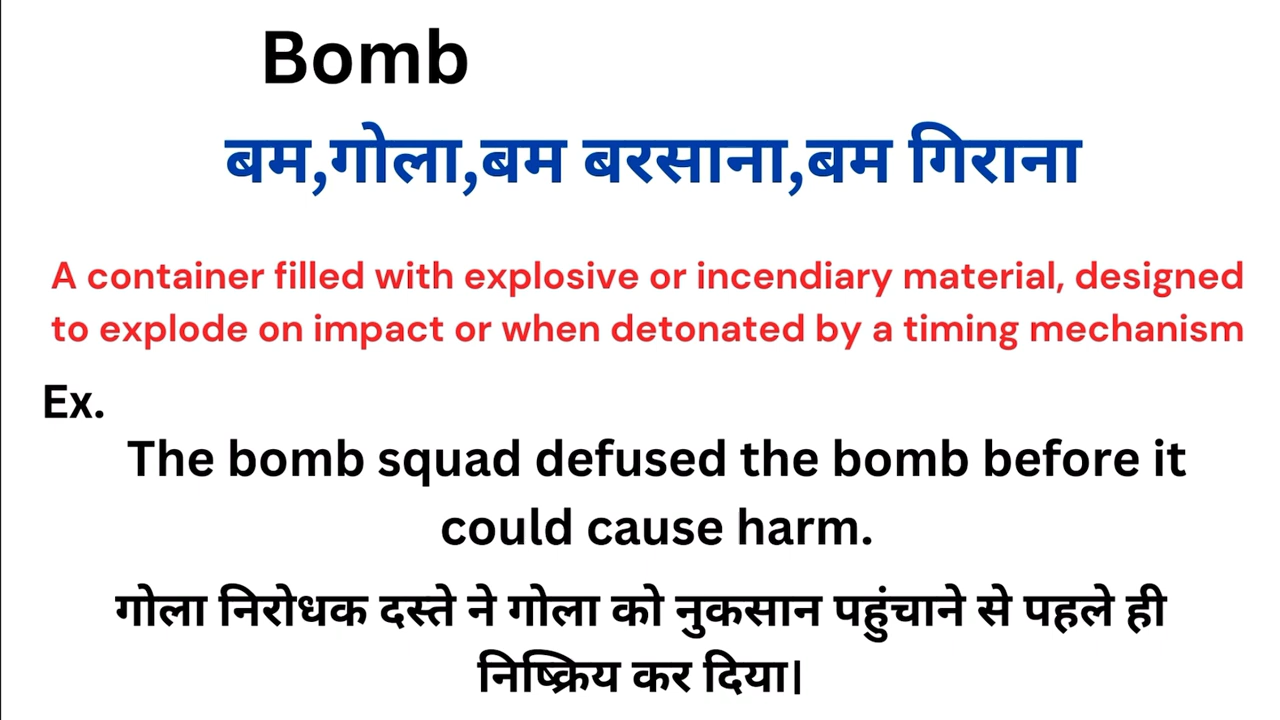 Bomb
बम,गोला,बम बरसाना,बम गिराना
A container filled with explosive or incendiary material, designed
to explode on impact or when detonated by a timing mechanism
Ex.
The bomb squad defused the bomb before it
could cause harm.
गोला निरोधक दस्ते ने गोला को नुकसान पहुंचाने से पहले ही
निष्क्रिय कर दिया।